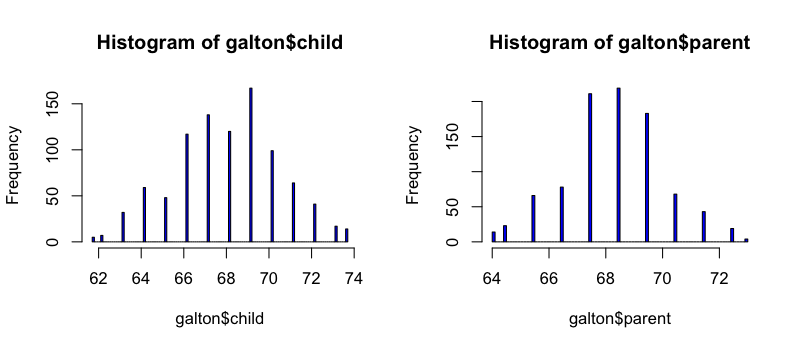 Histogram of galton$child
Frequency
0
50
100
150
62 64 66 68 70 72 74
galton$child
Histogram of galton$parent
Frequency
0
50
150
64 66 68 70 72
galton$parent